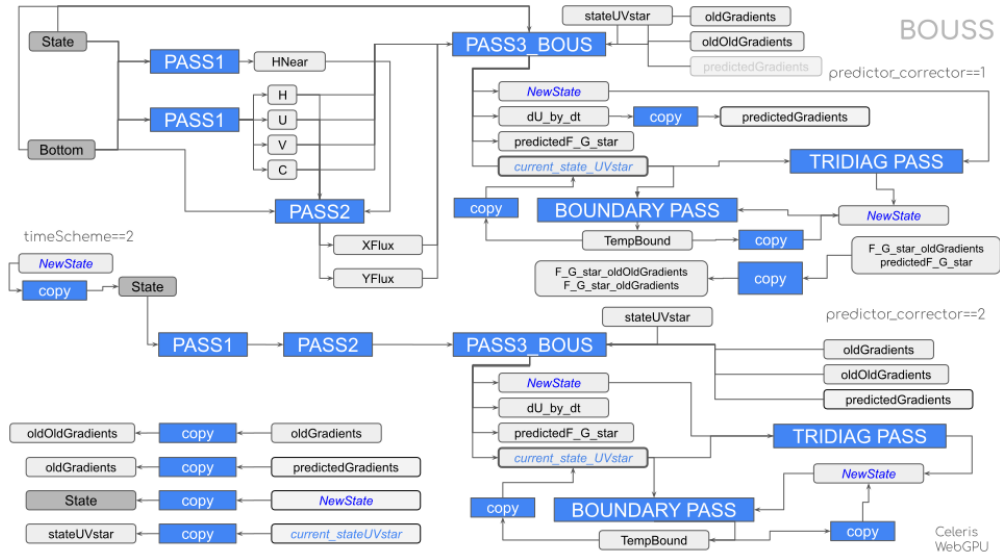 BOUSS
stateUVstar
oldGradients
oldOldGradients
predictedGradients
predictor_corrector==1
State
PASS1
HNear
PASS3_BOUS
NewState
H
U
V
C
PASS1
dU_by_dt
copy
predictedGradients
predictedF_G_star
Bottom
current_state_UVstar
TRIDIAG PASS
PASS2
copy
BOUNDARY PASS
NewState
timeScheme==2
XFlux
TempBound
copy
NewState
YFlux
F_G_star_oldOldGradients
F_G_star_oldGradients
copy
F_G_star_oldGradients
predictedF_G_star
copy
State
stateUVstar
predictor_corrector==2
PASS1
PASS2
PASS3_BOUS
oldGradients
oldOldGradients
predictedGradients
NewState
dU_by_dt
predictedF_G_star
current_state_UVstar
TRIDIAG PASS
NewState
copy
BOUNDARY PASS
TempBound
copy
oldOldGradients
copy
oldGradients
oldGradients
copy
predictedGradients
State
copy
NewState
stateUVstar
copy
current_stateUVstar
Celeris
WebGPU